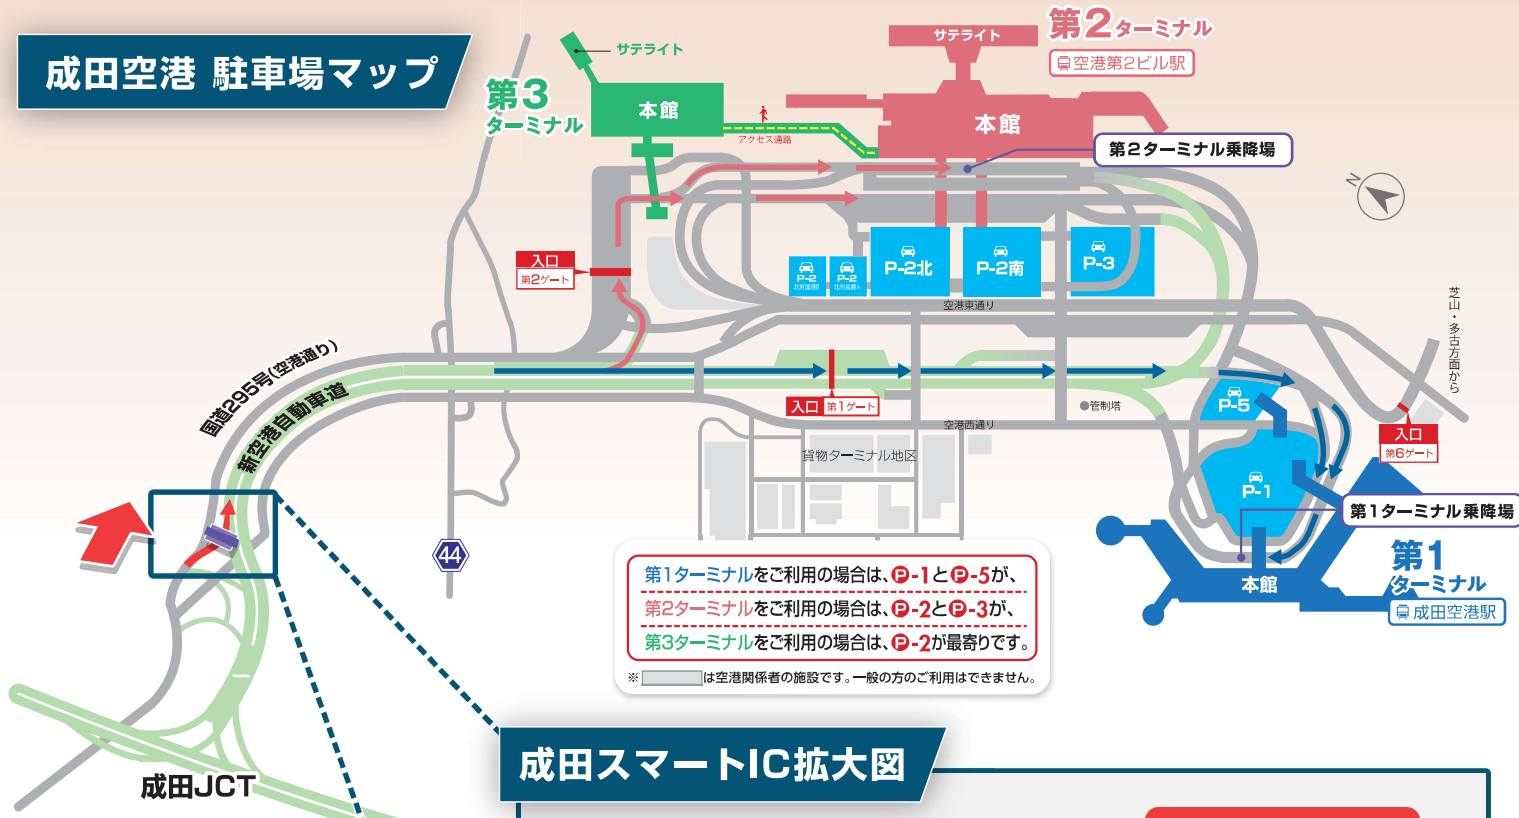 成田空港 駐車場マップ
サテライト
第3
ターミナル
本館
サテライト
第2ターミナル
空港第2ビル駅
本館
アクセス通路
第2ターミナル乗降場
N
入口
第2ゲート
P-2
P-2
P-2北
P-2南
P-3
空港東通り
芝山・多古方面から
国道295号(空港通り)
新空港自動車道
入口 第1ゲート
管制塔
空港西通り
貨物ターミナル地区
P-5
P-1
入口
第6ゲート
第1ターミナル乗降場
第1
ターミナル
本館
成田空港駅
44
第1ターミナルをご利用の場合は、P-1とP-5が、
第2ターミナルをご利用の場合は、P-2とP-3が、
第3ターミナルをご利用の場合は、P-2が最寄りです。
※は空港関係者の施設です。一般の方のご利用はできません。
成田JCT
成田スマートIC拡大図